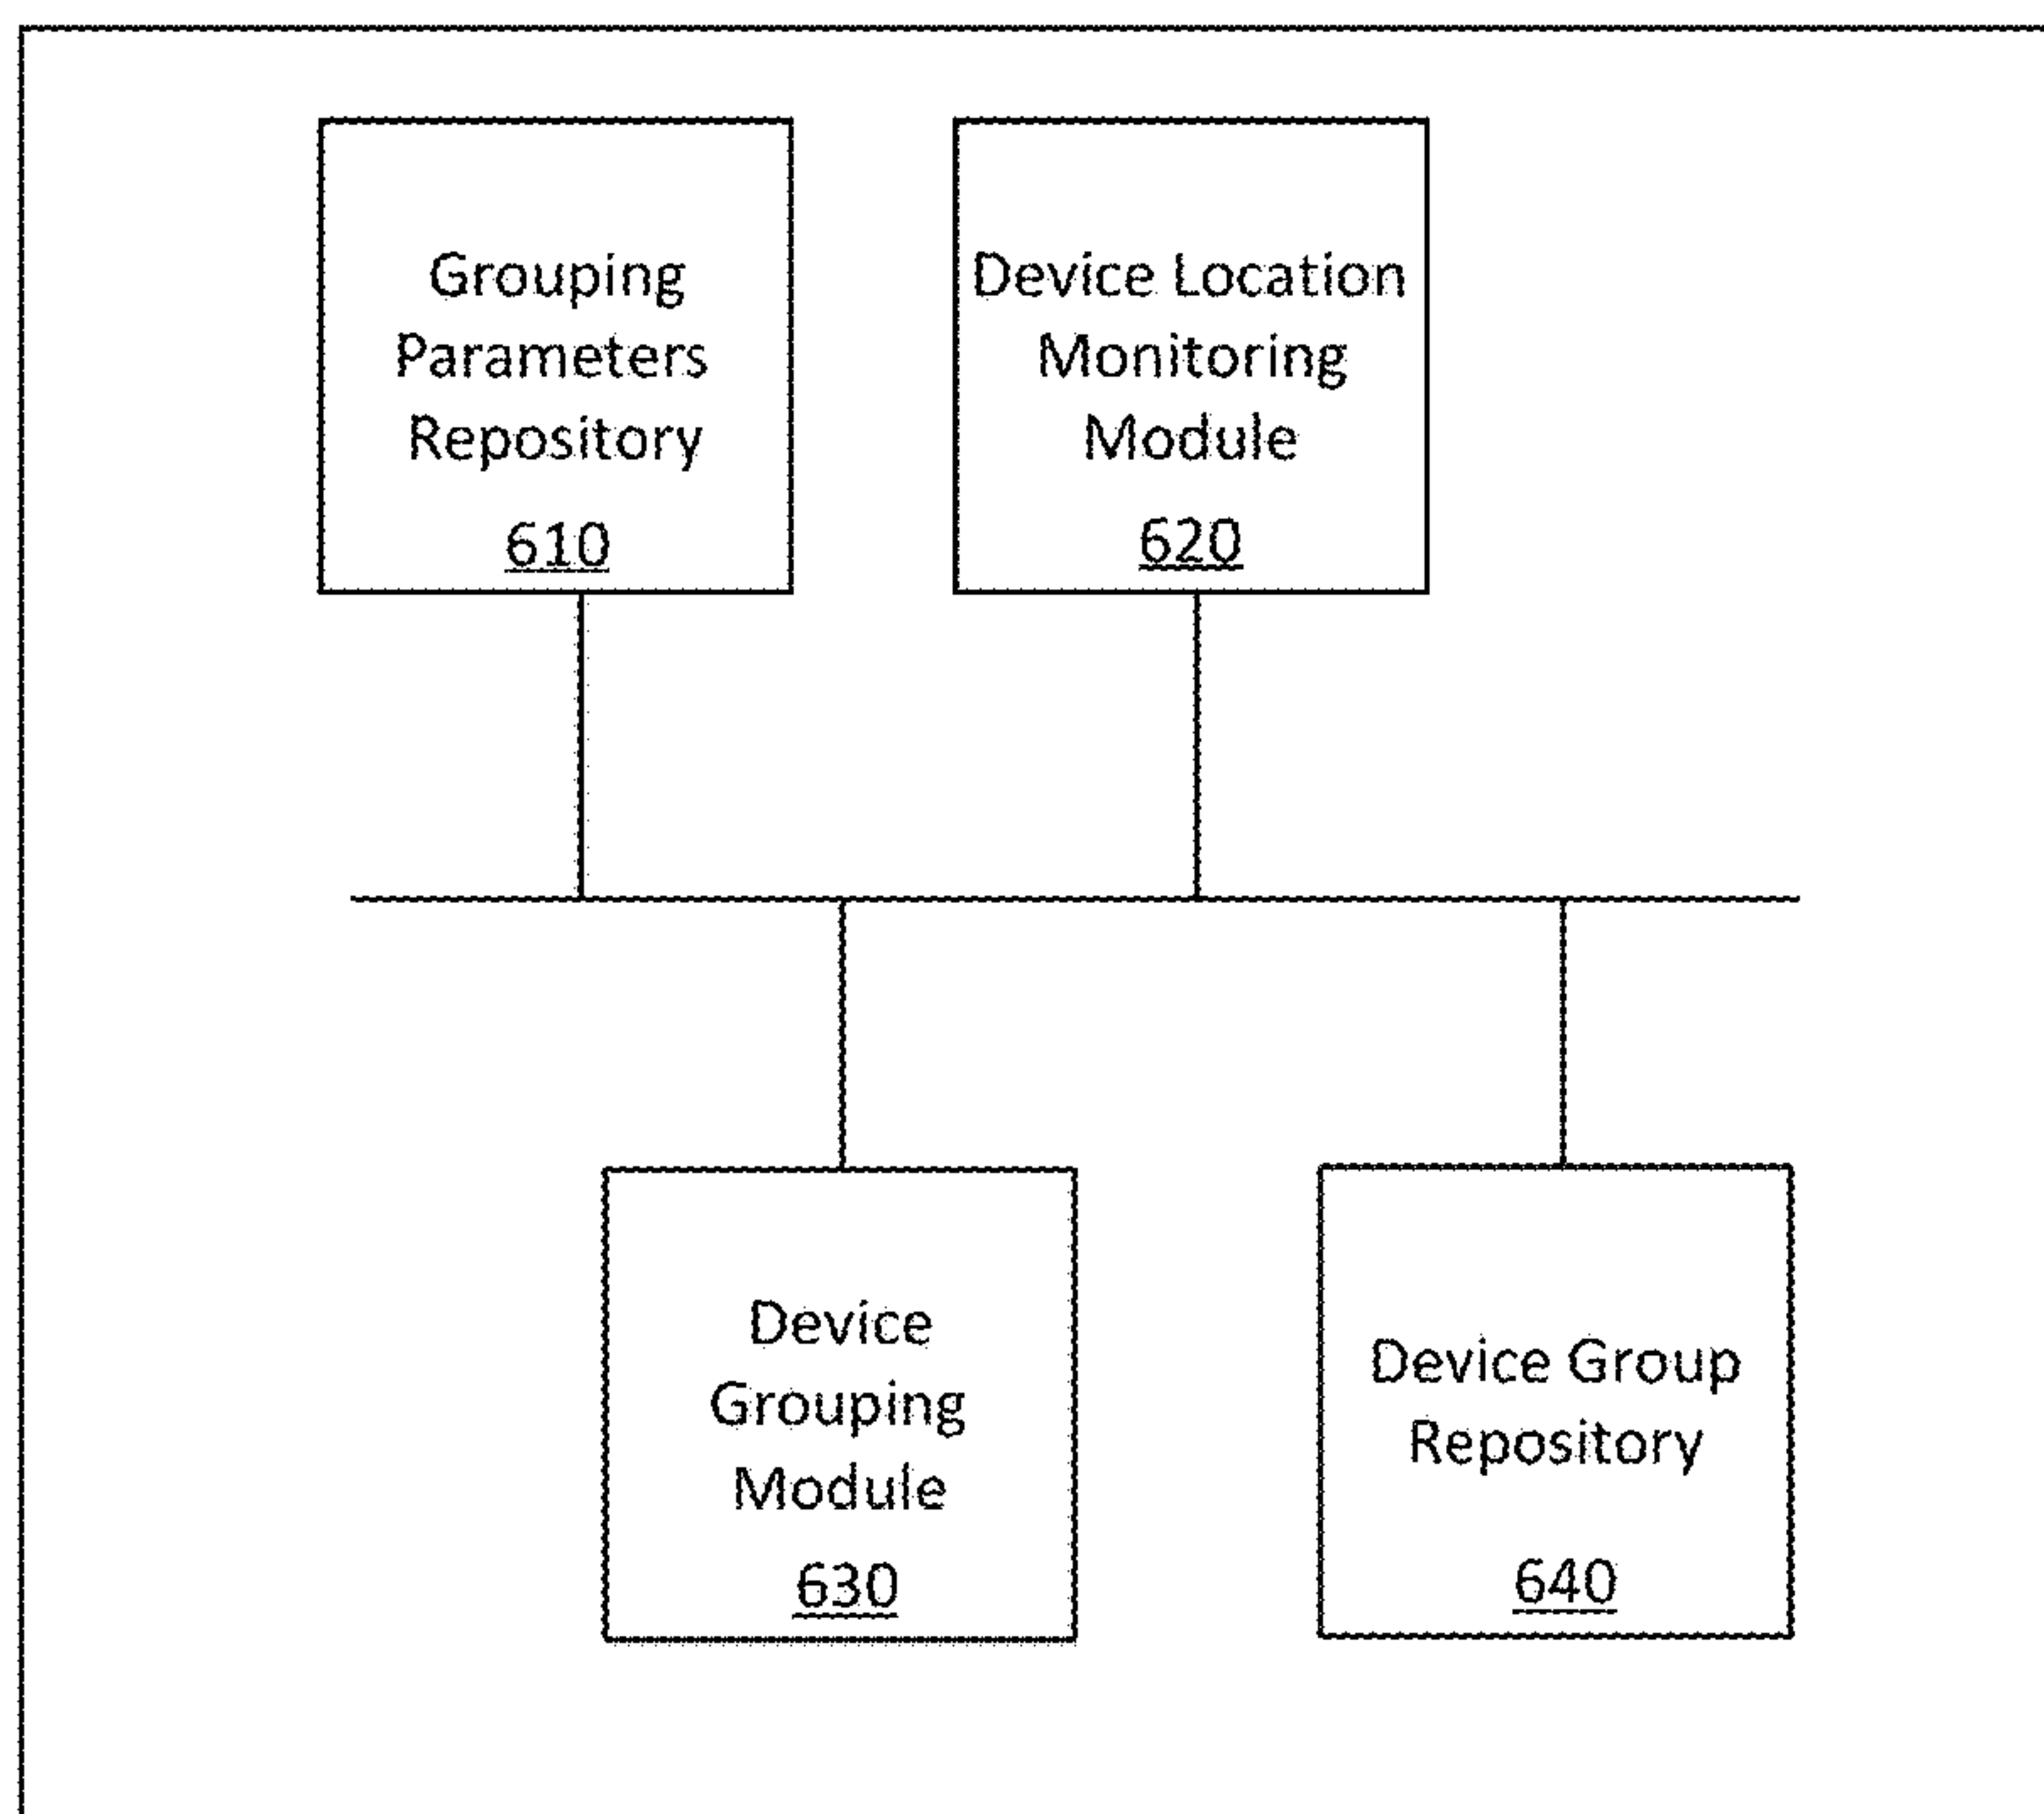 Grouping
Parameters
Repository
610
Device Location
Monitoring
Module
620
Device
Grouping
Module
630
Device Group
Repository
640